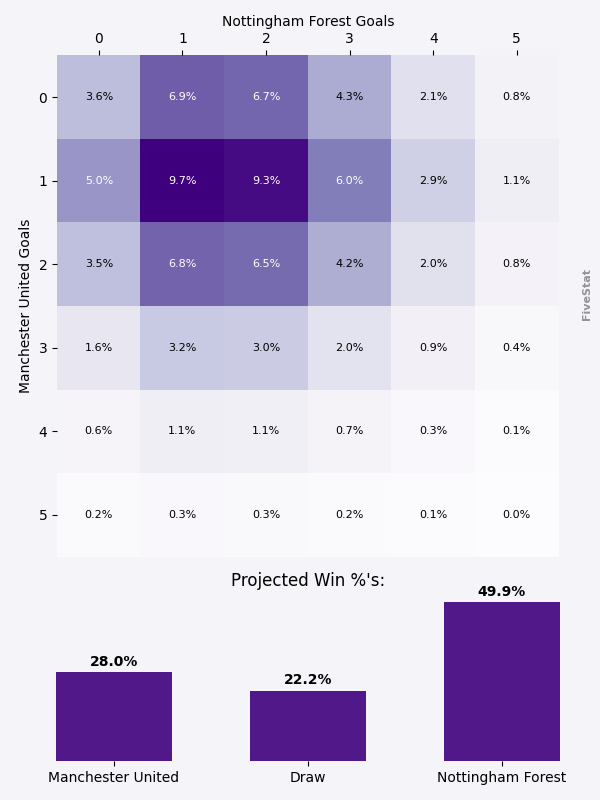 Nottingham Forest Goals
0 1 2 3 4 5
Manchester United Goals
0 3.6% 6.9% 6.7% 4.3% 2.1% 0.8%
1 5.0% 9.7% 9.3% 6.0% 2.9% 1.1%
2 3.5% 6.8% 6.5% 4.2% 2.0% 0.8%
3 1.6% 3.2% 3.0% 2.0% 0.9% 0.4%
4 0.6% 1.1% 1.1% 0.7% 0.3% 0.1%
5 0.2% 0.3% 0.3% 0.2% 0.1% 0.0%
FiveStat
Projected Win %'s:
28.0% 22.2% 49.9%
Manchester United Draw Nottingham Forest